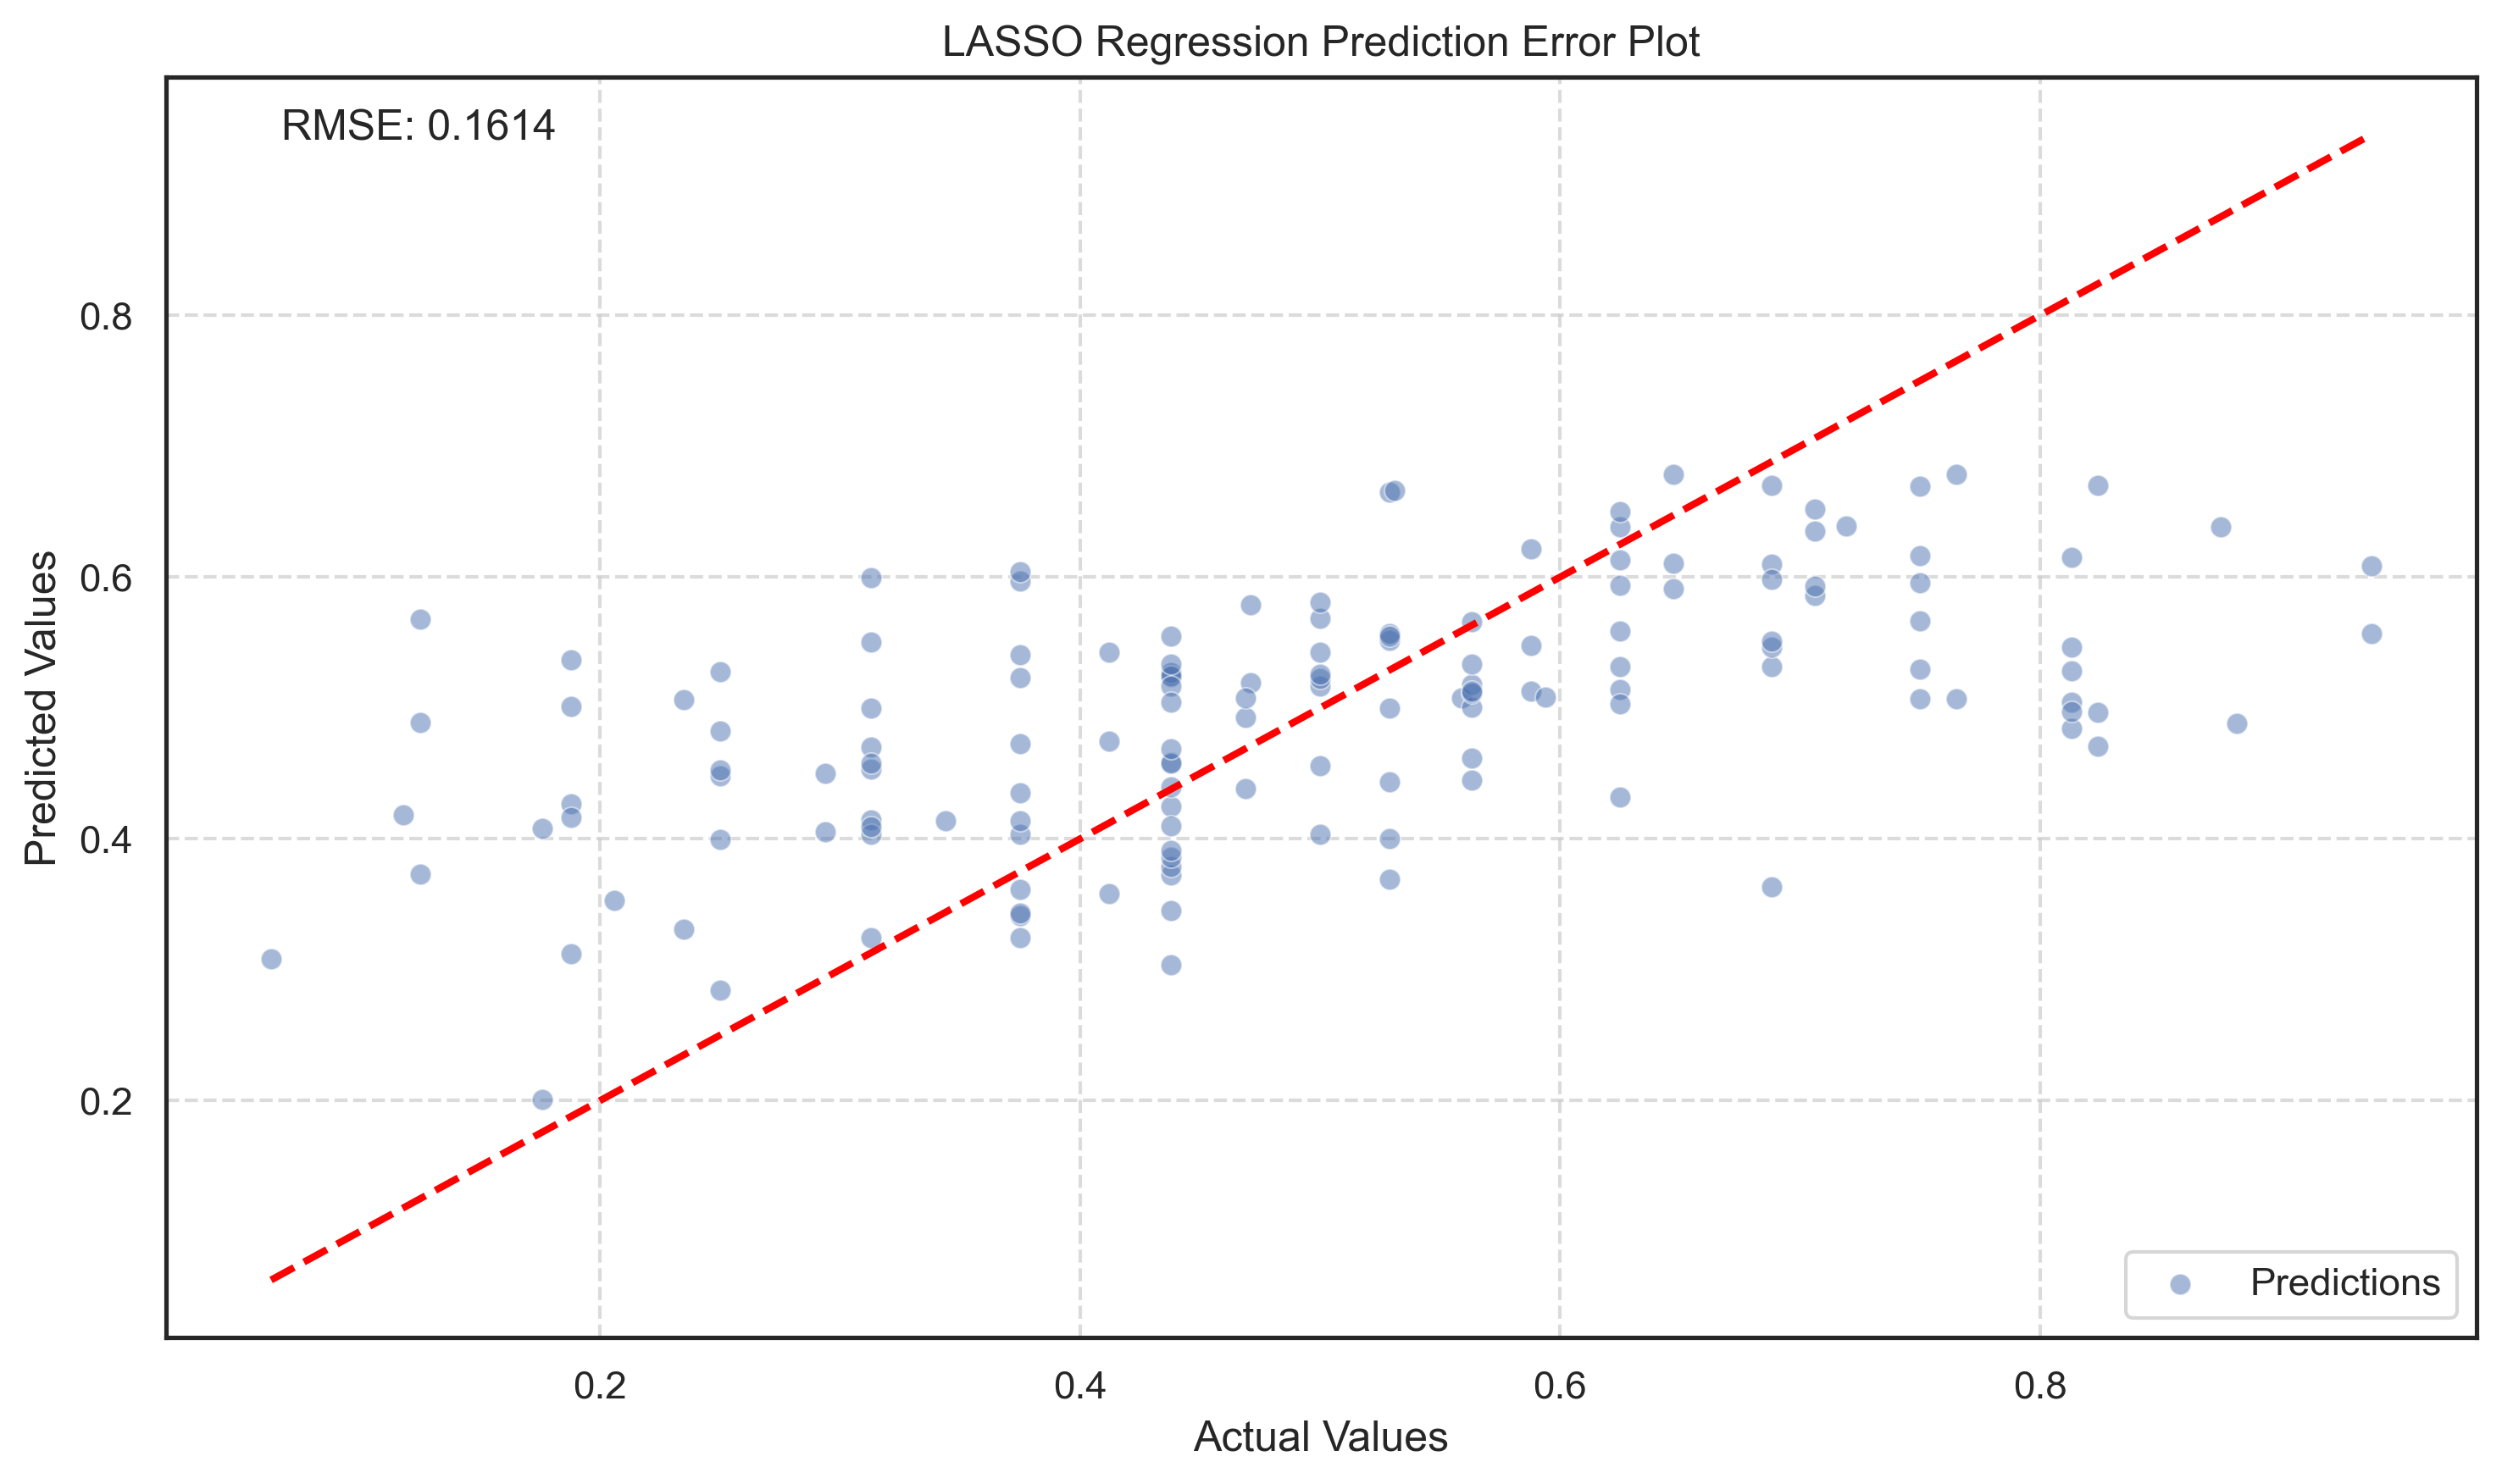 LASSO Regression Prediction Error Plot
RMSE: 0.1614
0.8
0.6
0.4
0.2
Predicted Values
Predictions
0.2 0.4 0.6 0.8
Actual Values